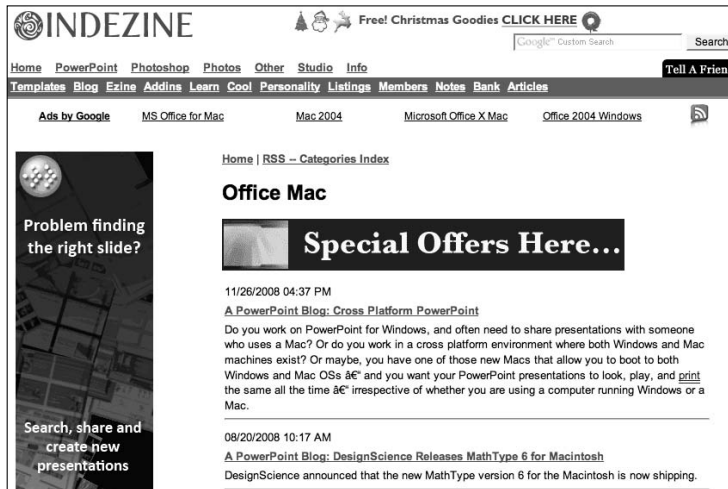 INDEZINE
Free! Christmas Goodies CLICK HERE
Google™ Custom Search
Search
Home PowerPoint Photoshop Photos Other Studio Info
Tell A Frien
Templates Blog Ezine Addins Learn Cool Personality Listings Members Notes Bank Articles
Ads by Google MS Office for Mac Mac 2004 Microsoft Office X Mac Office 2004 Windows
Home | RSS -- Categories Index
Office Mac
Problem finding
the right slide?
Search, share and
create new
presentations
Special Offers Here...
11/26/2008 04:37 PM
A PowerPoint Blog: Cross Platform PowerPoint
Do you work on PowerPoint for Windows, and often need to share presentations with someone
who uses a Mac? Or do you work in a cross platform environment where both Windows and Mac
machines exist? Or maybe, you have one of those new Macs that allow you to boot to both
Windows and Mac OSs â€“ and you want your PowerPoint presentations to look, play, and print
the same all the time â€“ irrespective of whether you are using a computer running Windows or a
Mac.
08/20/2008 10:17 AM
A PowerPoint Blog: DesignScience Releases MathType 6 for Macintosh
DesignScience announced that the new MathType version 6 for the Macintosh is now shipping.